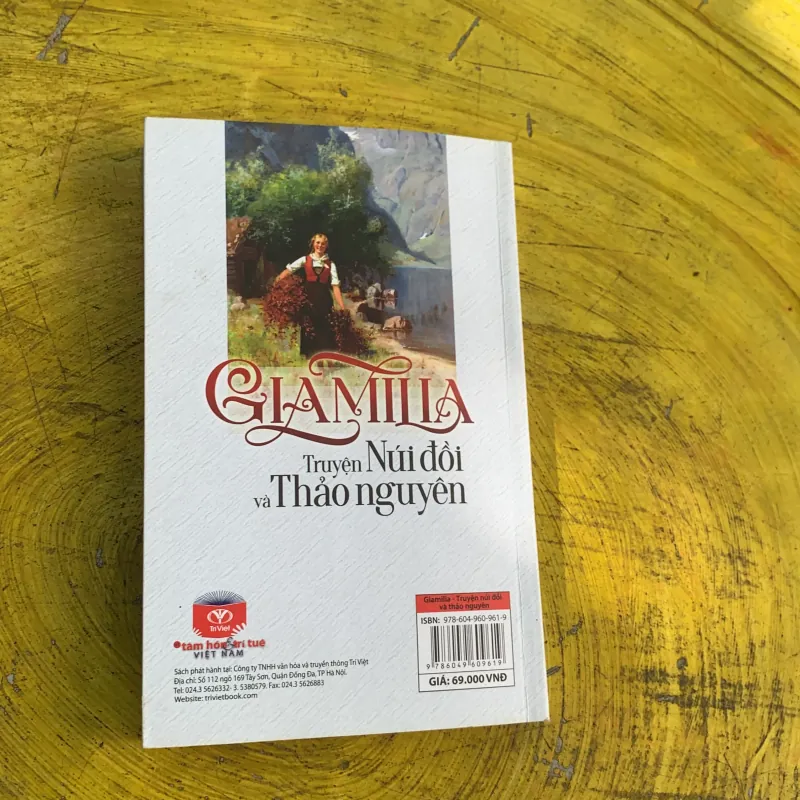 GIAMILIA
Truyện Núi đồi
và Thảo nguyên
Trí Việt
tâm hồn & trí tuệ
VIỆT NAM
Sách phát hành tại: Công ty TNHH văn hóa và truyền thông Trí Việt
Địa chỉ: Số 112 ngõ 169 Tây Sơn, Quận Đống Đa, TP Hà Nội.
Tel: 024.3 5626332- 3. 5380579. Fax: 024.3 5626883
Website: trivietbook.com
Giamilia - Truyện núi đồi
và thảo nguyên
ISBN: 978-604-960-961-9
9 786049 609619
GIÁ: 69.000 VNĐ